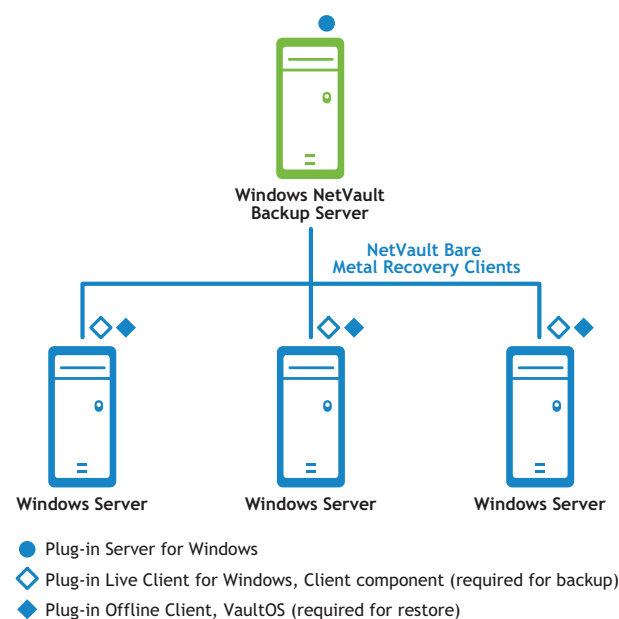 Windows NetVault
Backup Server
NetVault Bare
Metal Recovery Clients
Windows Server
Windows Server
Windows Server
Plug-in Server for Windows
Plug-in Live Client for Windows, Client component (required for backup)
Plug-in Offline Client, VaultOS (required for restore)